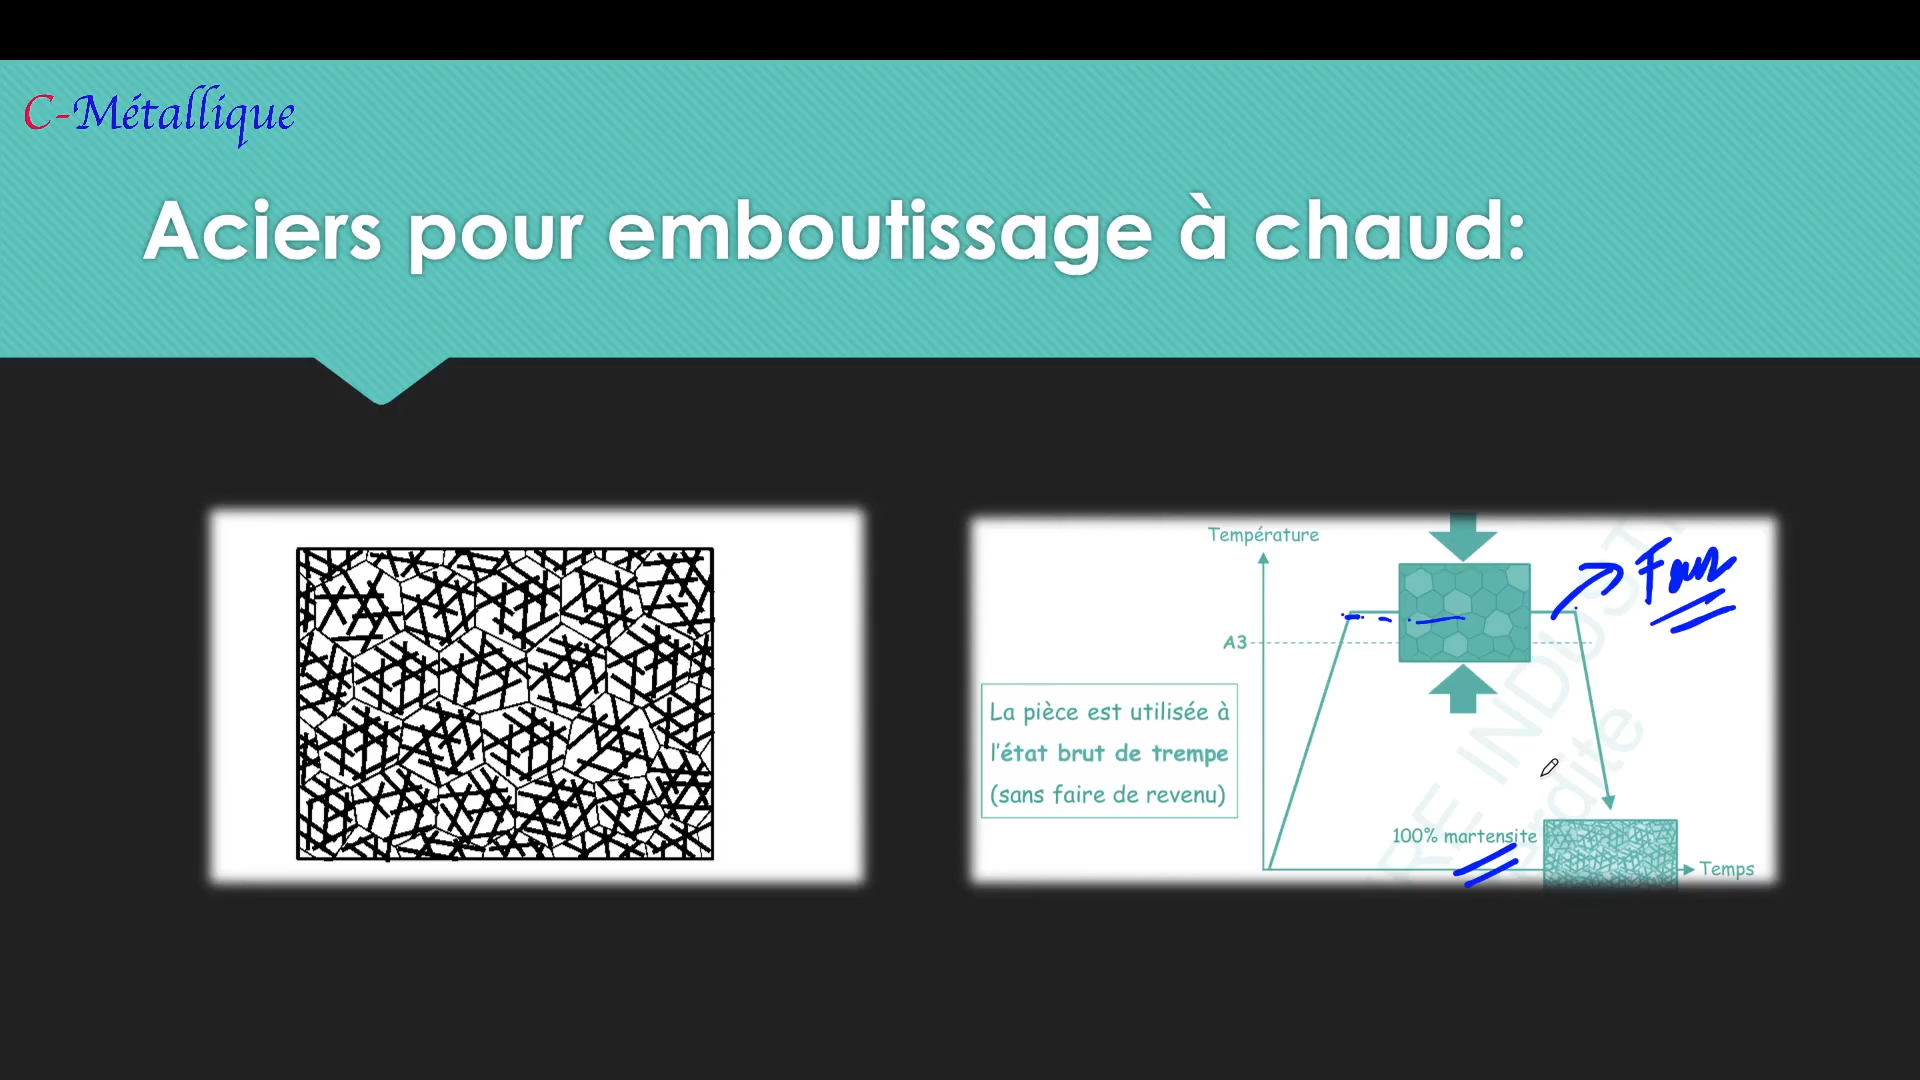 C-Métallique
Aciers pour emboutissage à chaud:
Température
A3
La pièce est utilisée à
l'état brut de trempe
(sans faire de revenu)
100% martensite
Temps